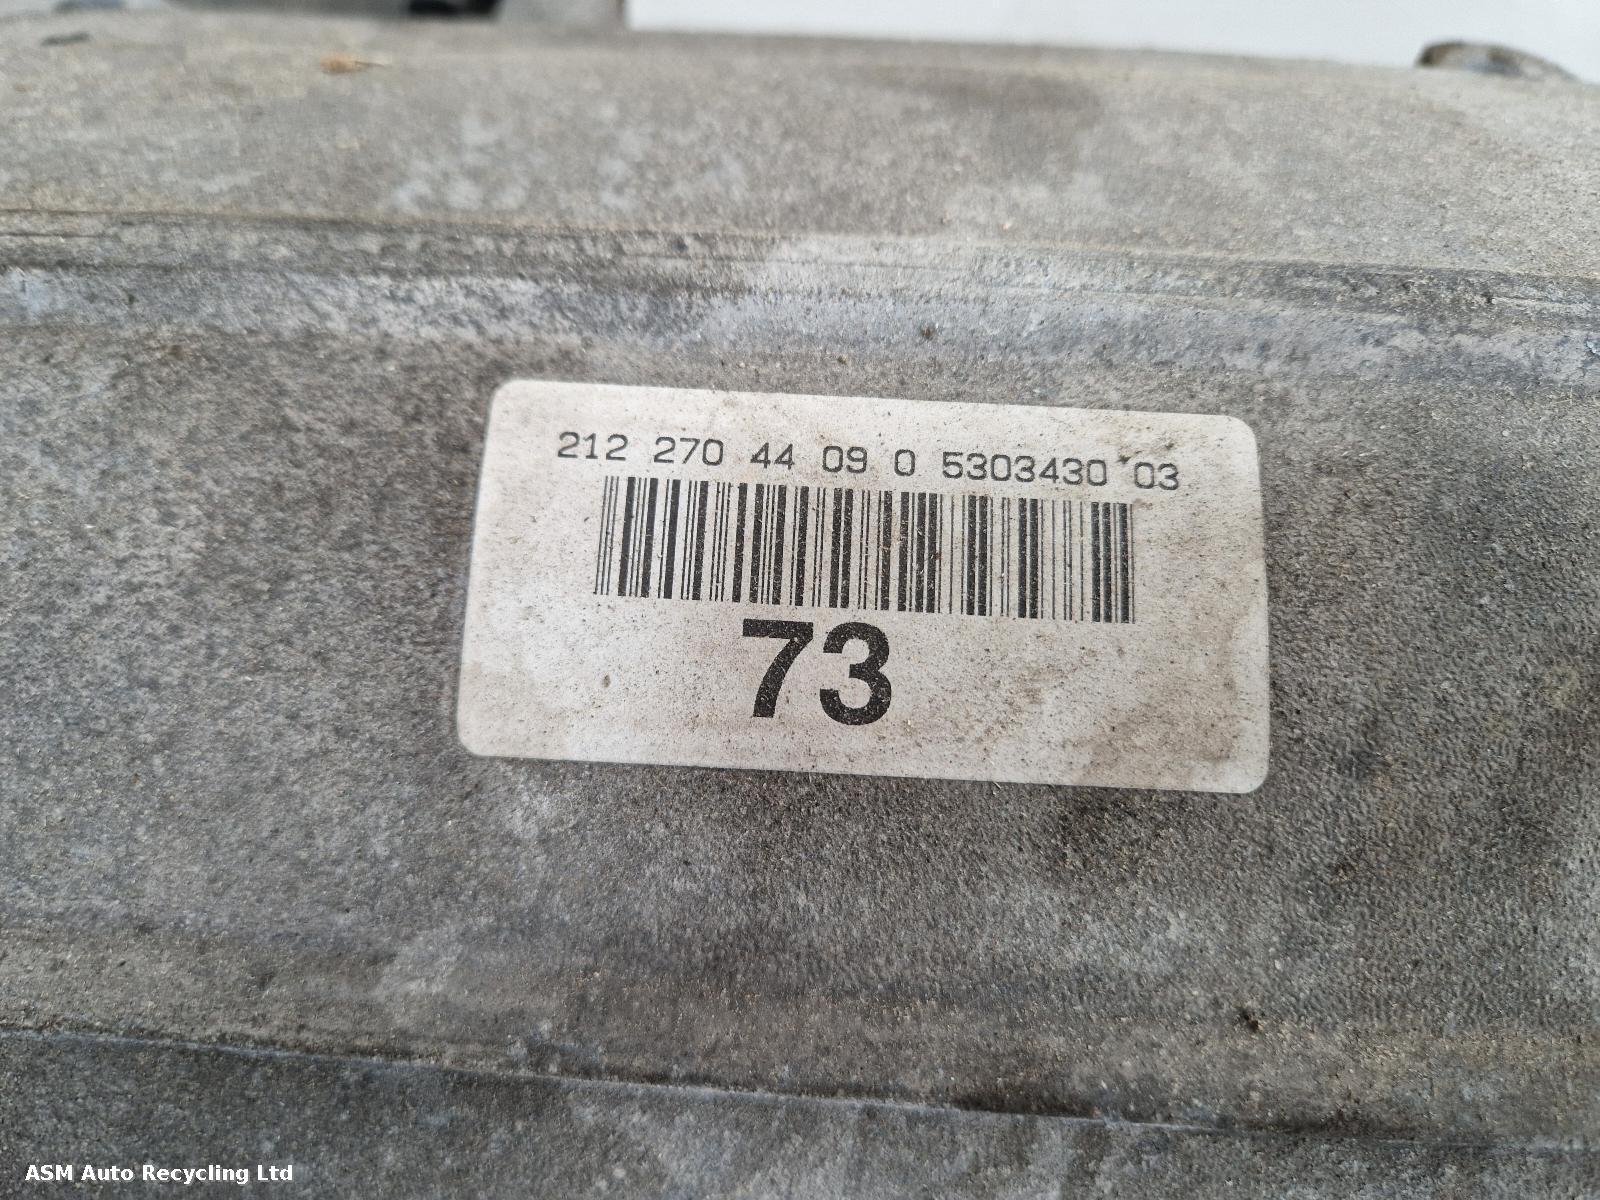 212 270 44 09 0 5303430 03
73
ASM Auto Recycling Ltd